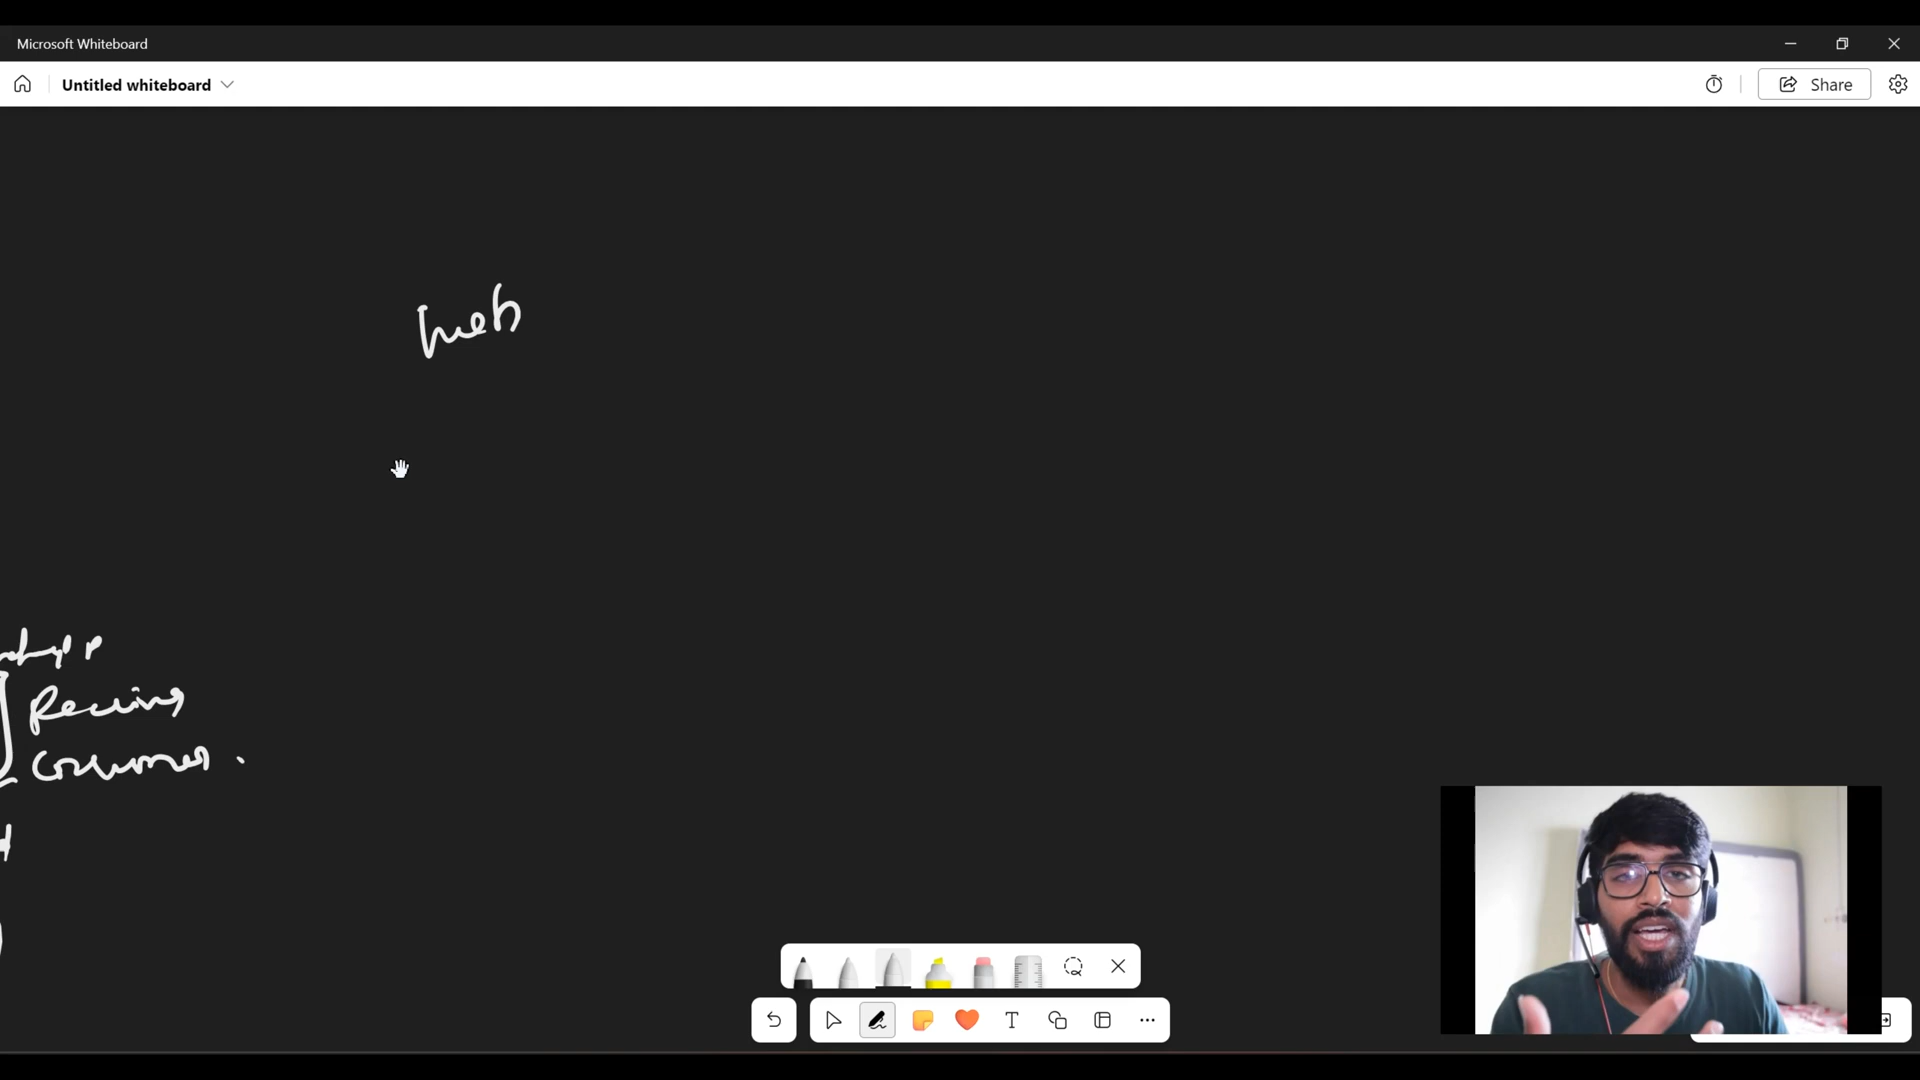 Microsoft Whiteboard
Untitled whiteboard
Share
web
Receiving
consumer .
T